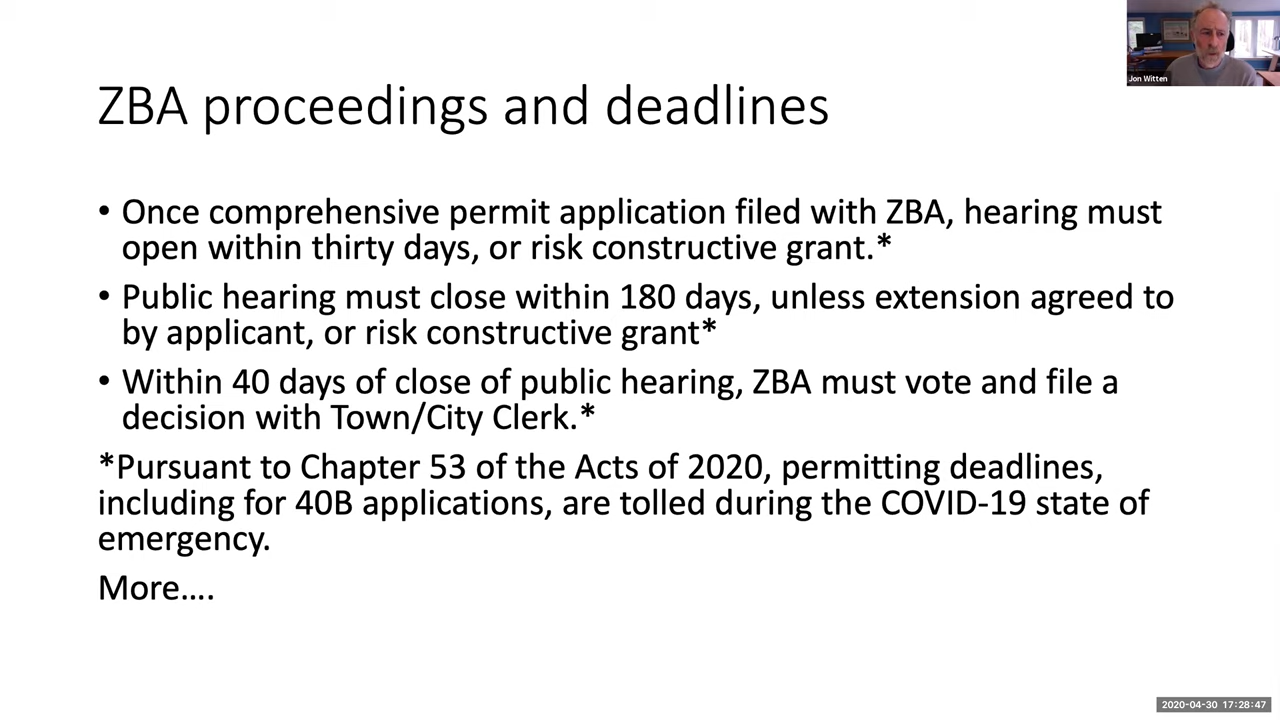 Jon Witten
ZBA proceedings and deadlines
• Once comprehensive permit application filed with ZBA, hearing must
open within thirty days, or risk constructive grant.*
• Public hearing must close within 180 days, unless extension agreed to
by applicant, or risk constructive grant*
• Within 40 days of close of public hearing, ZBA must vote and file a
decision with Town/City Clerk.*
*Pursuant to Chapter 53 of the Acts of 2020, permitting deadlines,
including for 40B applications, are tolled during the COVID-19 state of
emergency.
More….
2020-04-30 17:28:47